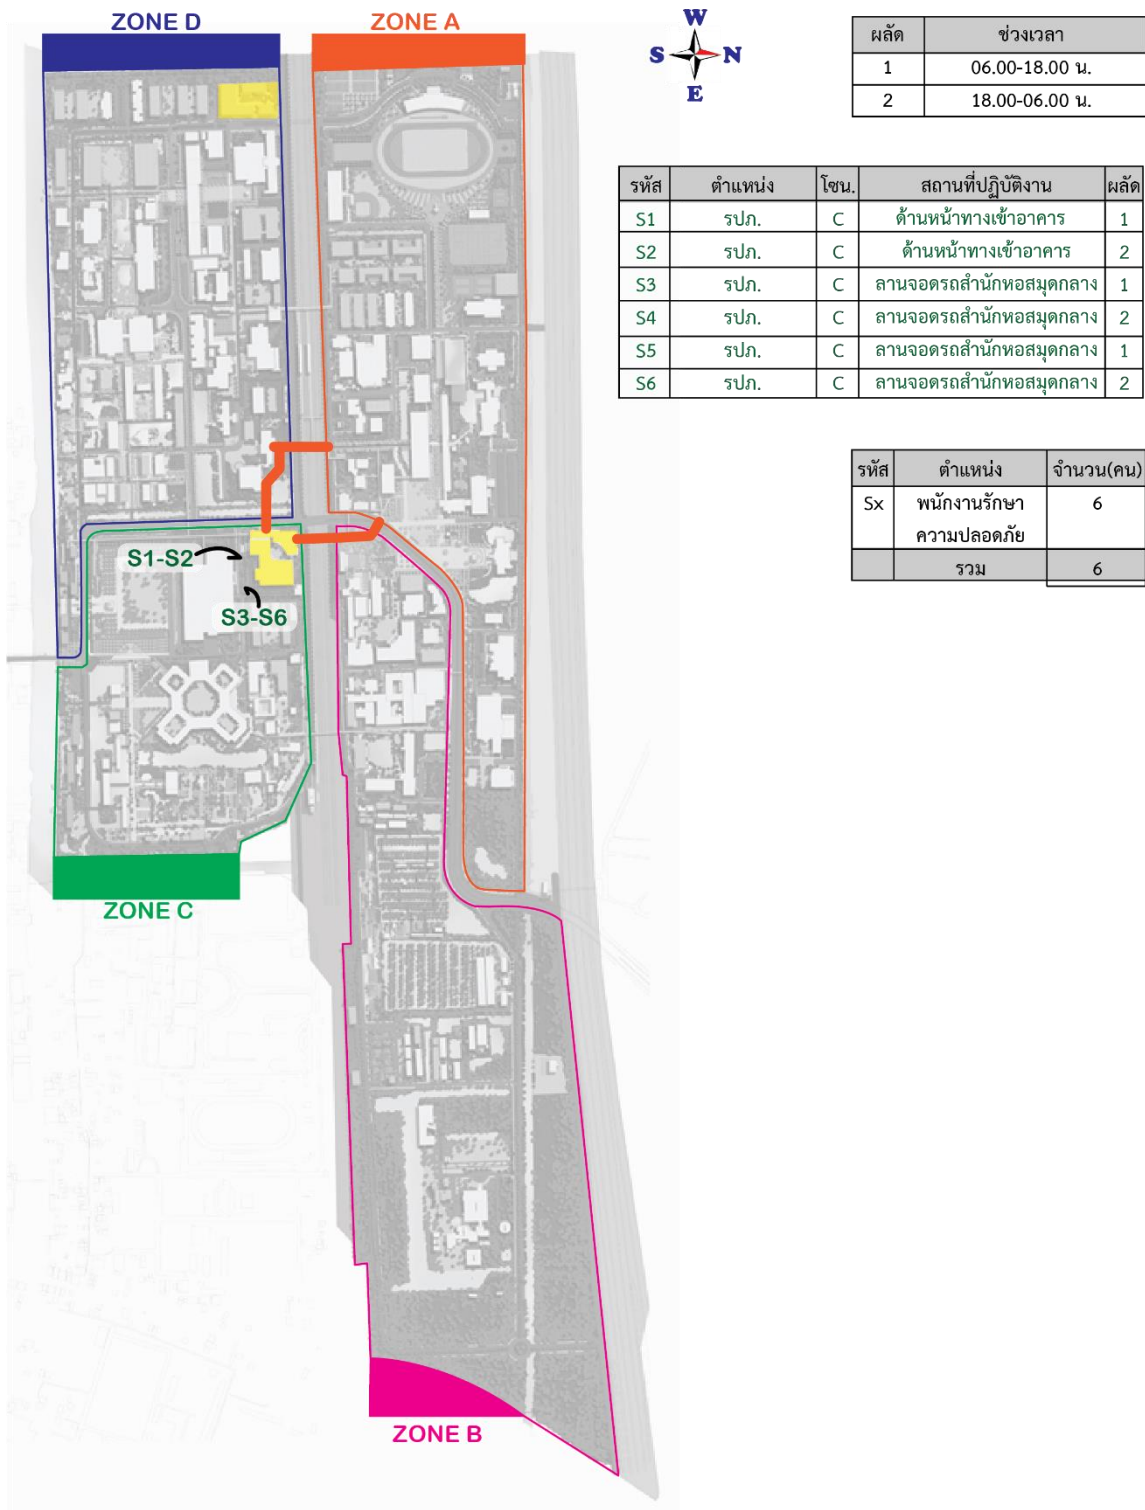 ZONE D
ZONE A
W
S N
E
ผลัด ช่วงเวลา
1 06.00-18.00 น.
2 18.00-06.00 น.
รหัส ตำแหน่ง โซน. สถานที่ปฏิบัติงาน ผลัด
S1 รปภ. C ด้านหน้าทางเข้าอาคาร 1
S2 รปภ. C ด้านหน้าทางเข้าอาคาร 2
S3 รปภ. C ลานจอดรถสำนักหอสมุดกลาง 1
S4 รปภ. C ลานจอดรถสำนักหอสมุดกลาง 2
S5 รปภ. C ลานจอดรถสำนักหอสมุดกลาง 1
S6 รปภ. C ลานจอดรถสำนักหอสมุดกลาง 2
รหัส ตำแหน่ง จำนวน(คน)
Sx พนักงานรักษา 6
ความปลอดภัย
รวม 6
S1-S2
S3-S6
ZONE C
ZONE B